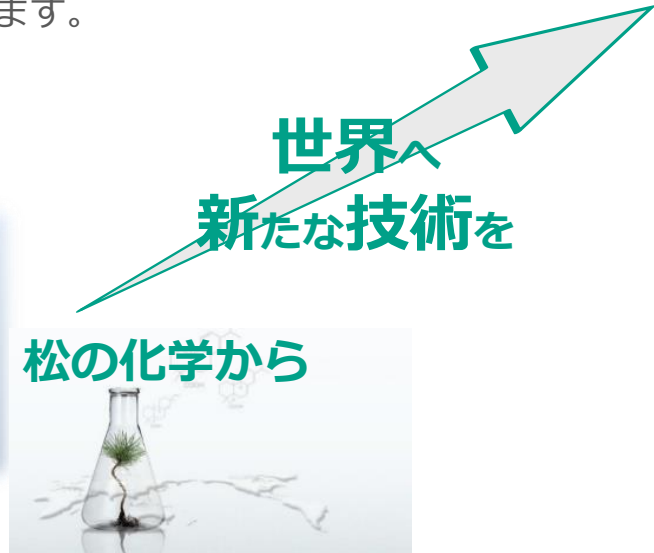 ます。
世界へ
新たな技術を
松の化学から